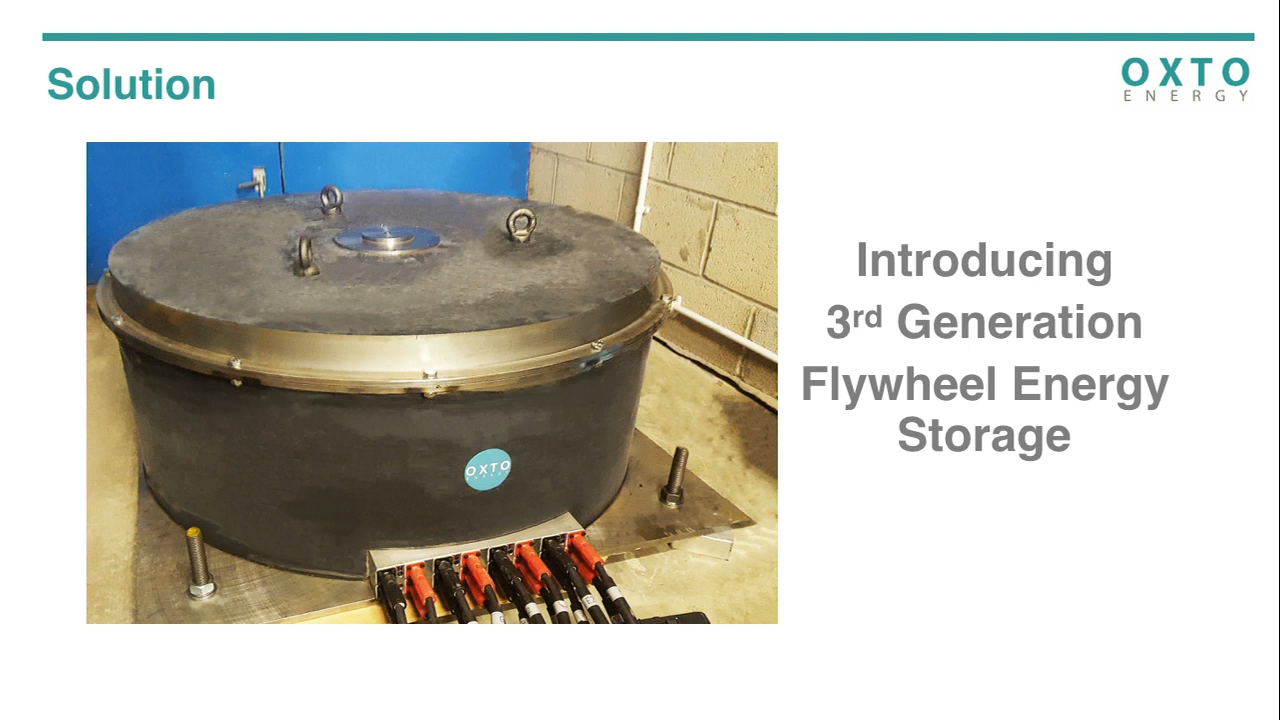 Solution
OXTO
ENERGY
Introducing
3rd Generation
Flywheel Energy
Storage
OXTO